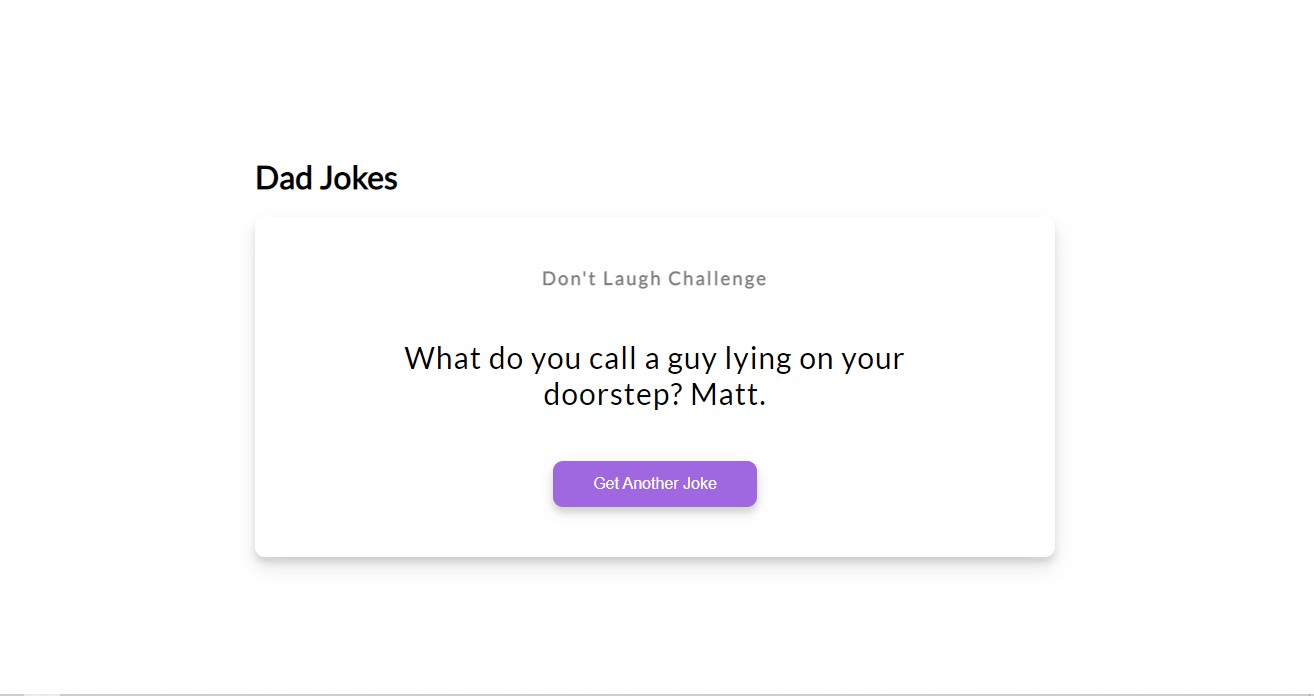 Dad Jokes
Don't Laugh Challenge
What do you call a guy lying on your
doorstep? Matt.
Get Another Joke